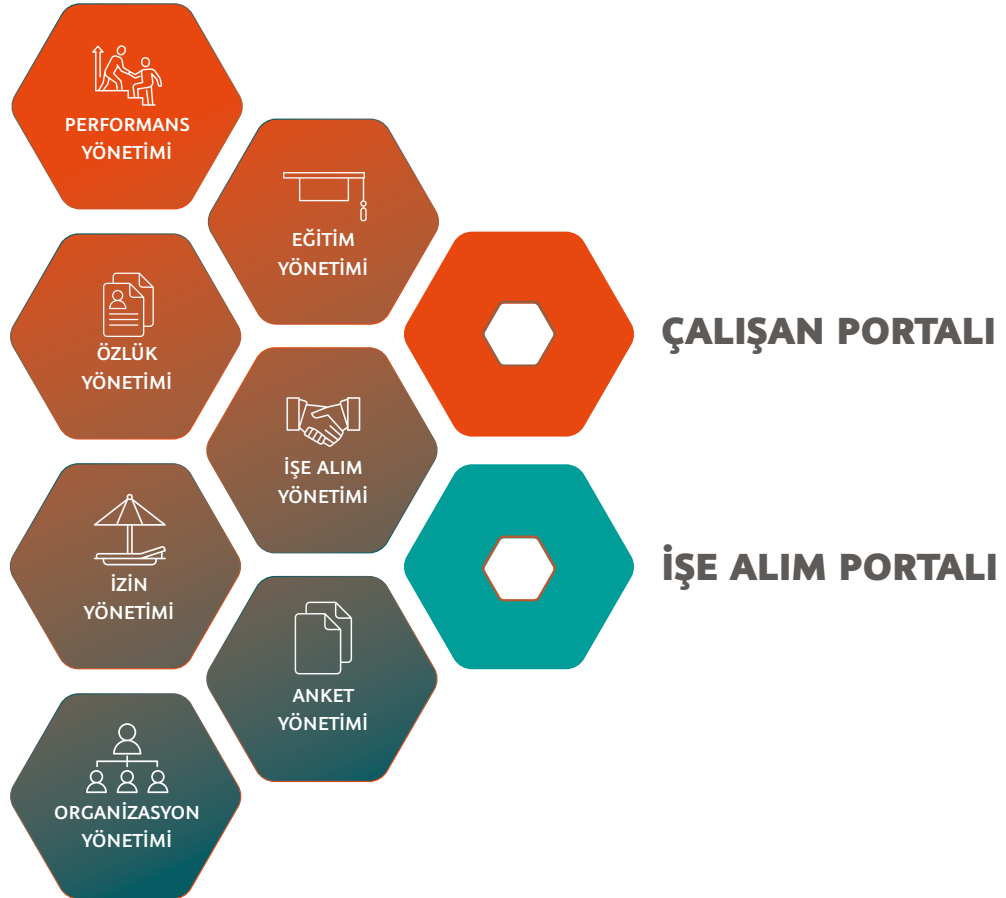 PERFORMANS
YÖNETİMİ
EĞİTİM
YÖNETİMİ
ÖZLÜK
YÖNETİMİ
ÇALIŞAN PORTALI
İŞE ALIM
YÖNETİMİ
İZİN
YÖNETİMİ
İŞE ALIM PORTALI
ANKET
YÖNETİMİ
ORGANİZASYON
YÖNETİMİ